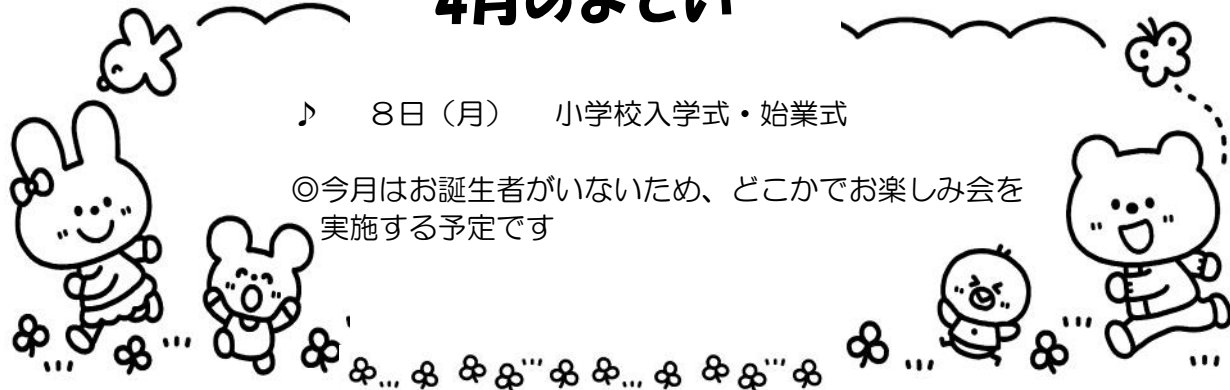 4月のまとい
♪ 8日（月） 小学校入学式・始業式
◎今月はお誕生者がいないため、どこかでお楽しみ会を
実施する予定です